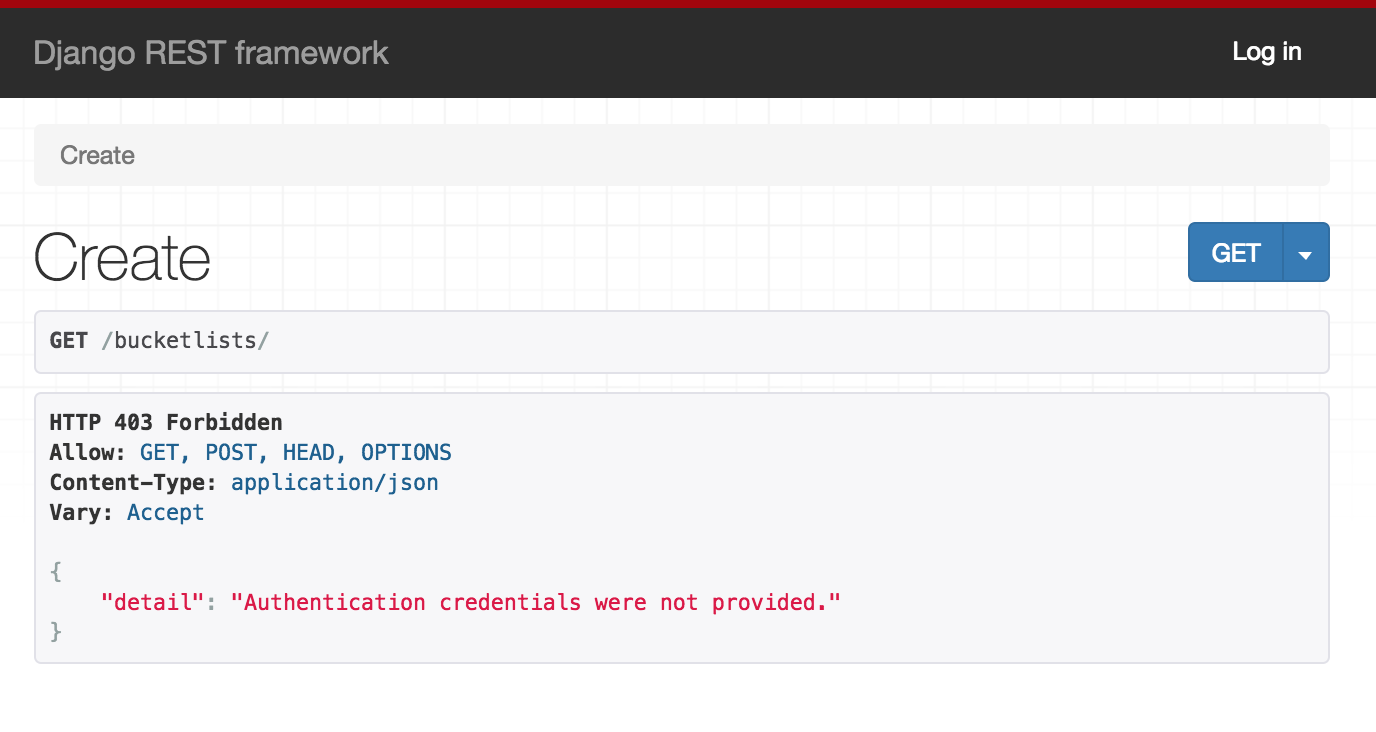 Django REST framework
Log in
Create
Create
GET
GET /bucketlists/
HTTP 403 Forbidden
Allow: GET, POST, HEAD, OPTIONS
Content-Type: application/json
Vary: Accept
{
    "detail": "Authentication credentials were not provided."
}